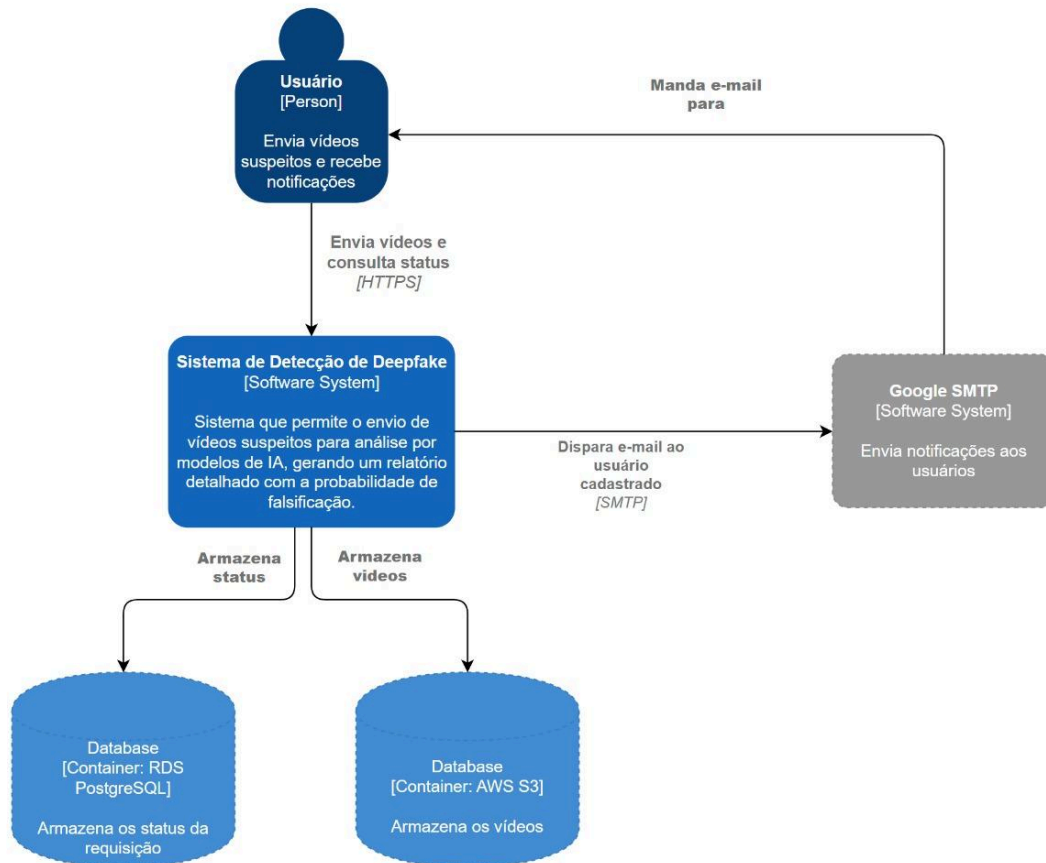 Usuário
[Person]
Envia vídeos
suspeitos e recebe
notificações
Manda e-mail
para
Envia vídeos e
consulta status
[HTTPS]
Sistema de Detecção de Deepfake
[Software System]
Sistema que permite o envio de
vídeos suspeitos para análise por
modelos de IA, gerando um relatório
detalhado com a probabilidade de
falsificação.
Dispara e-mail ao
usuário
cadastrado
[SMTP]
Google SMTP
[Software System]
Envia notificações aos
usuários
Armazena
status
Armazena
videos
Database
[Container: RDS
PostgreSQL]
Armazena os status da
requisição
Database
[Container: AWS S3]
Armazena os vídeos